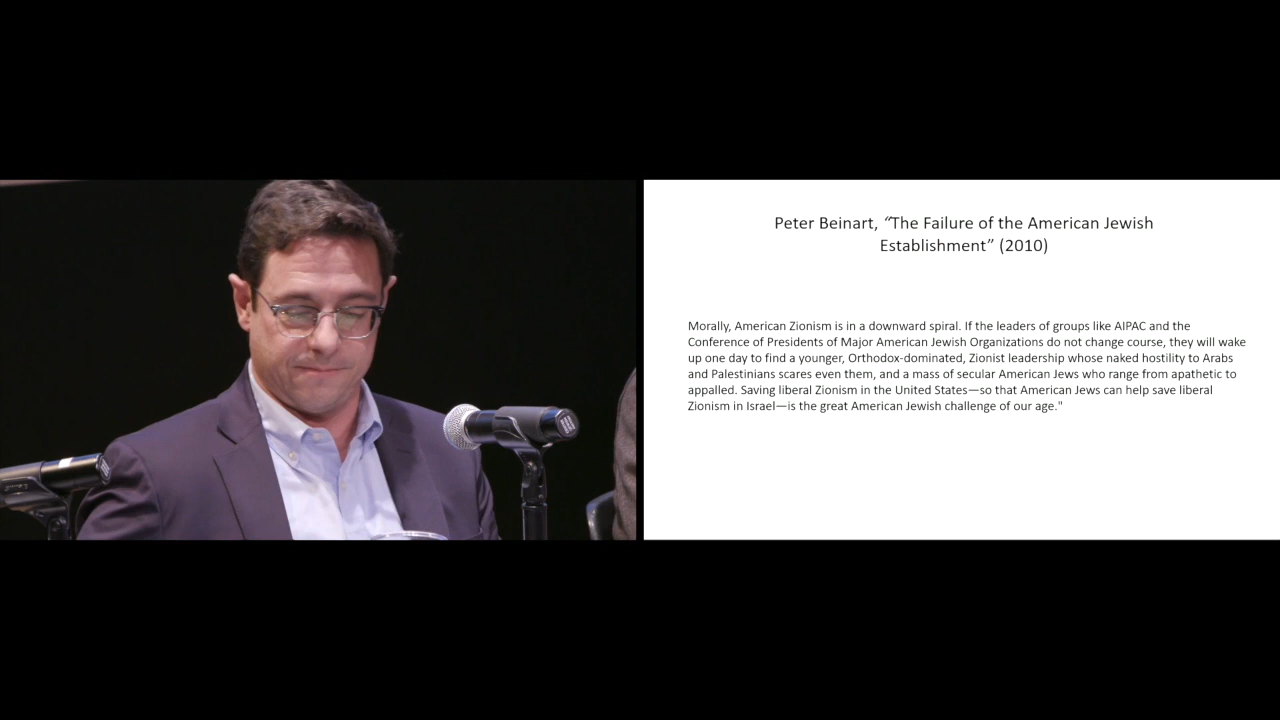 Peter Beinart, “The Failure of the American Jewish
Establishment” (2010)
Morally, American Zionism is in a downward spiral. If the leaders of groups like AIPAC and the
Conference of Presidents of Major American Jewish Organizations do not change course, they will wake
up one day to find a younger, Orthodox-dominated, Zionist leadership whose naked hostility to Arabs
and Palestinians scares even them, and a mass of secular American Jews who range from apathetic to
appalled. Saving liberal Zionism in the United States—so that American Jews can help save liberal
Zionism in Israel—is the great American Jewish challenge of our age."